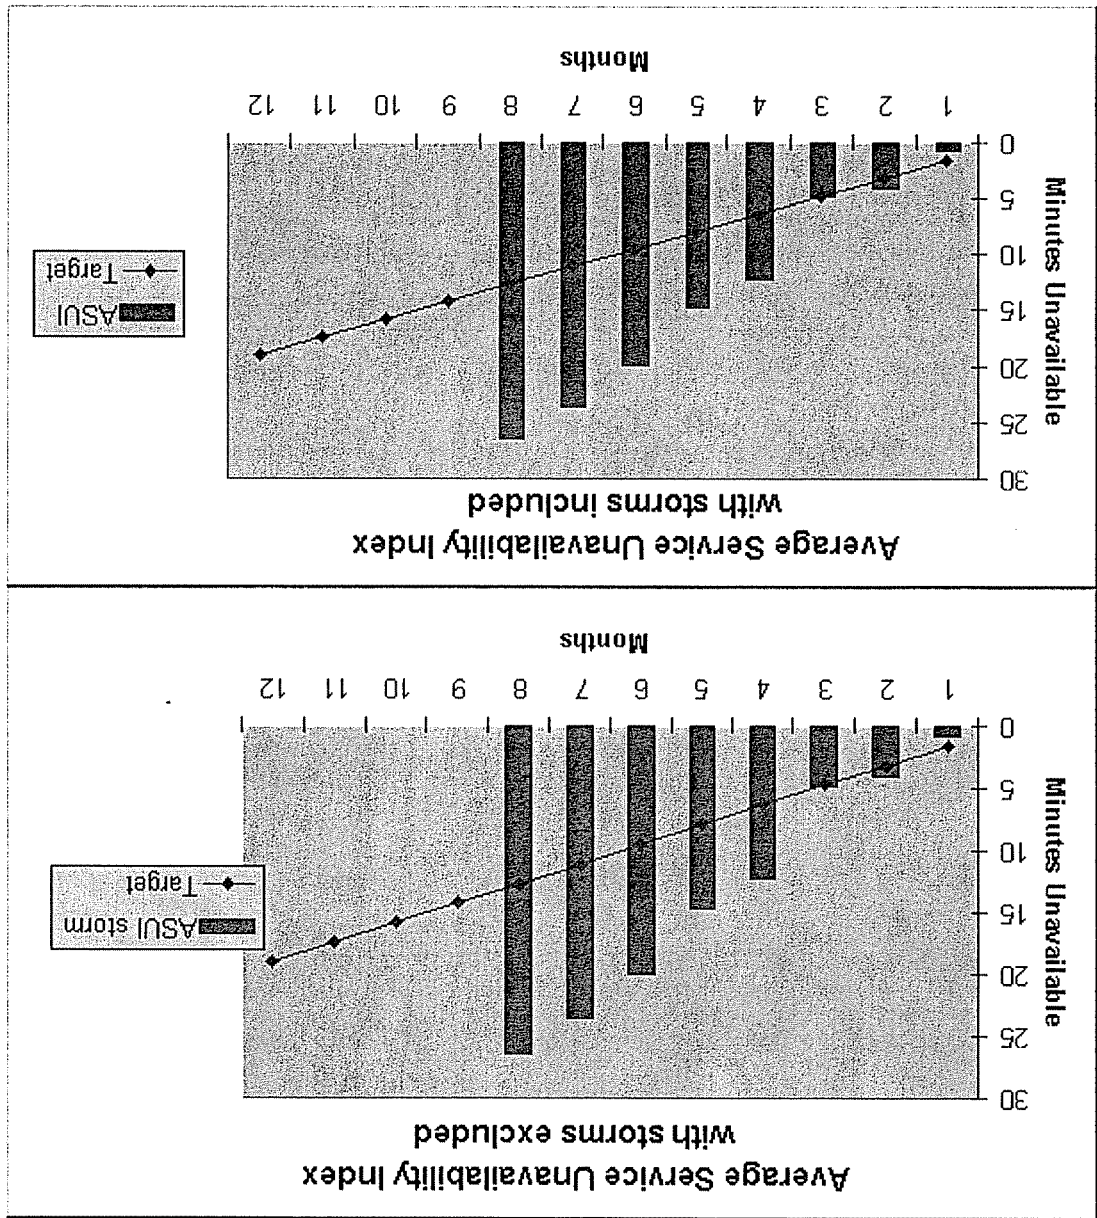 Average Service Unavailability Index
with storms excluded
Minutes Unavailable
30
25
20
15
10
5
0
1 2 3 4 5 6 7 8 9 10 11 12
Months
ASUI storm
Target
Average Service Unavailability Index
with storms included
Minutes Unavailable
30
25
20
15
10
5
0
1 2 3 4 5 6 7 8 9 10 11 12
Months
ASUI
Target